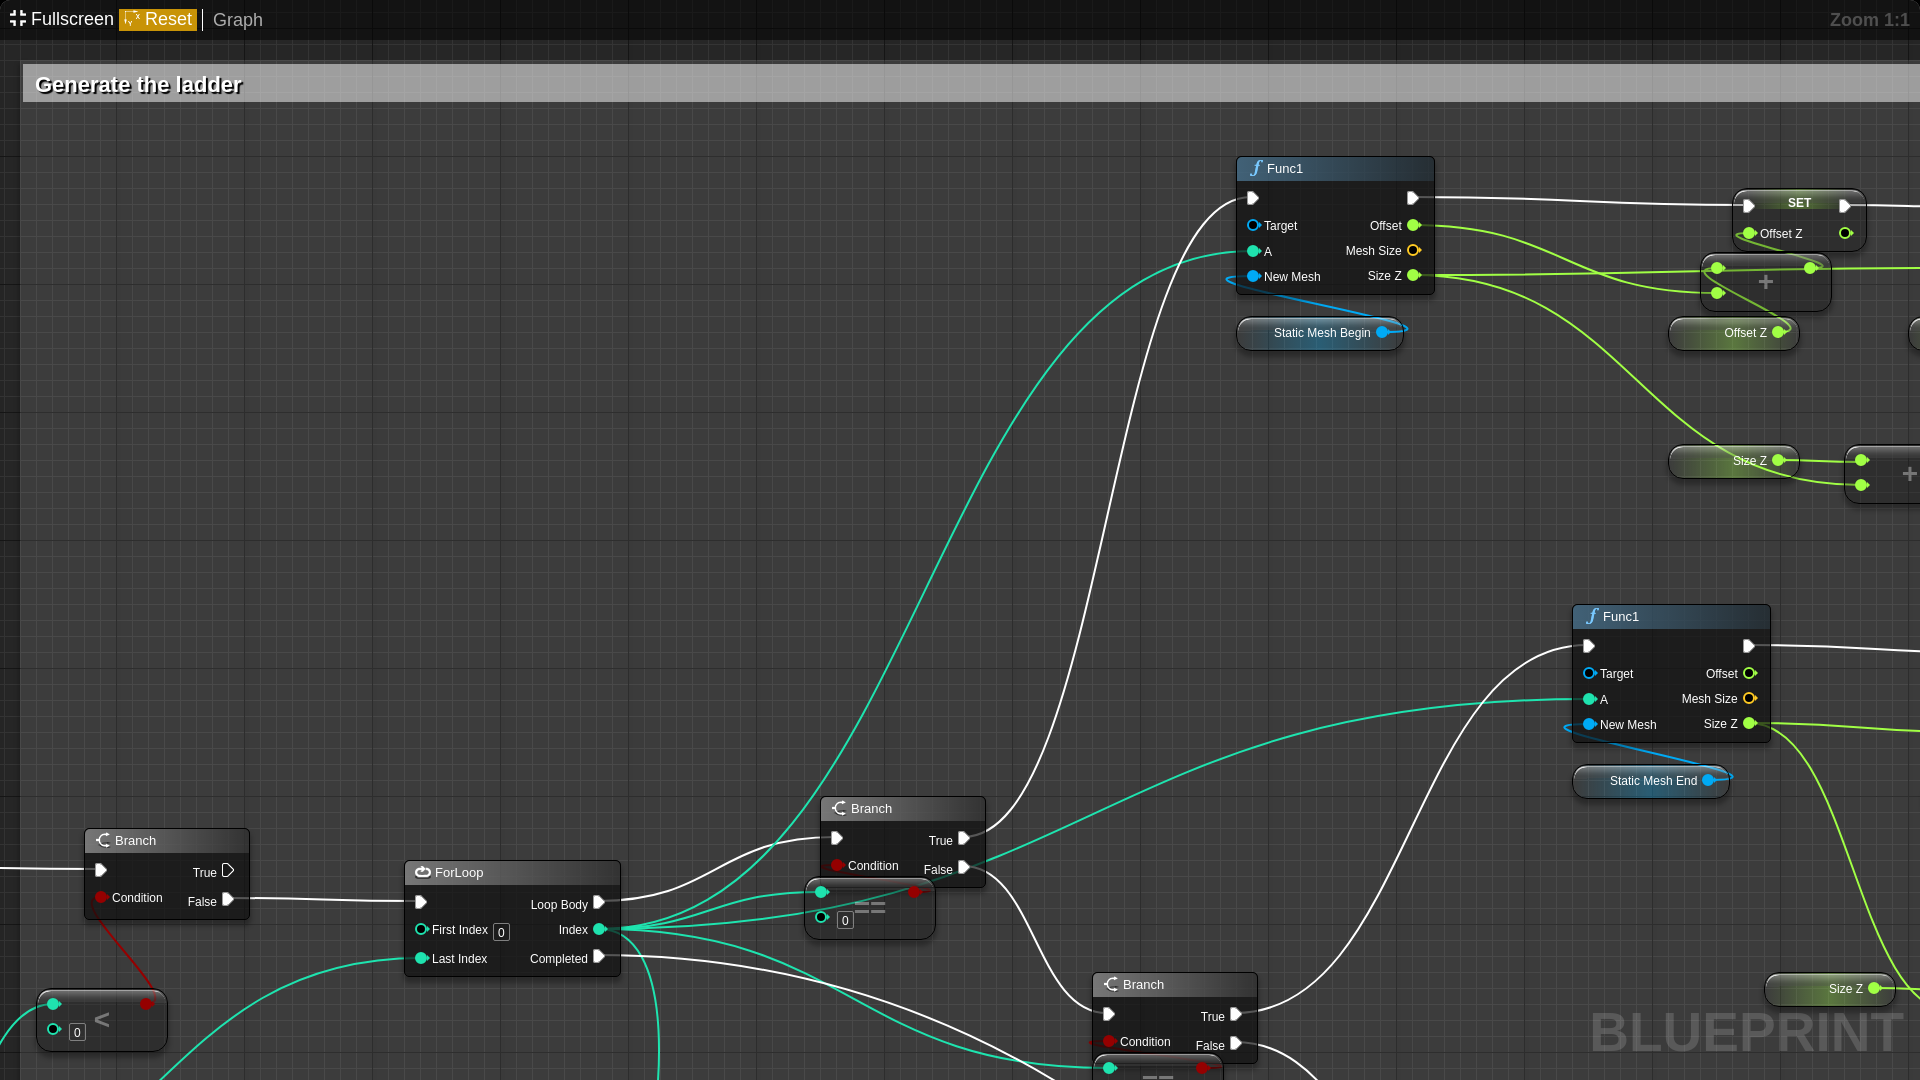 Fullscreen Reset Graph
Zoom 1:1
Generate the ladder
Func1
Target
Offset
A
Mesh Size
New Mesh
Size Z
Static Mesh Begin
SET
Offset Z
+
Offset Z
Size Z
+
Func1
Target
Offset
A
Mesh Size
New Mesh
Size Z
Static Mesh End
Branch
True
Condition
False
0
<
ForLoop
Loop Body
First Index 0
Index
Last Index
Completed
Branch
True
Condition
False
0
==
Branch
True
Condition
False
==
Size Z
BLUEPRINT